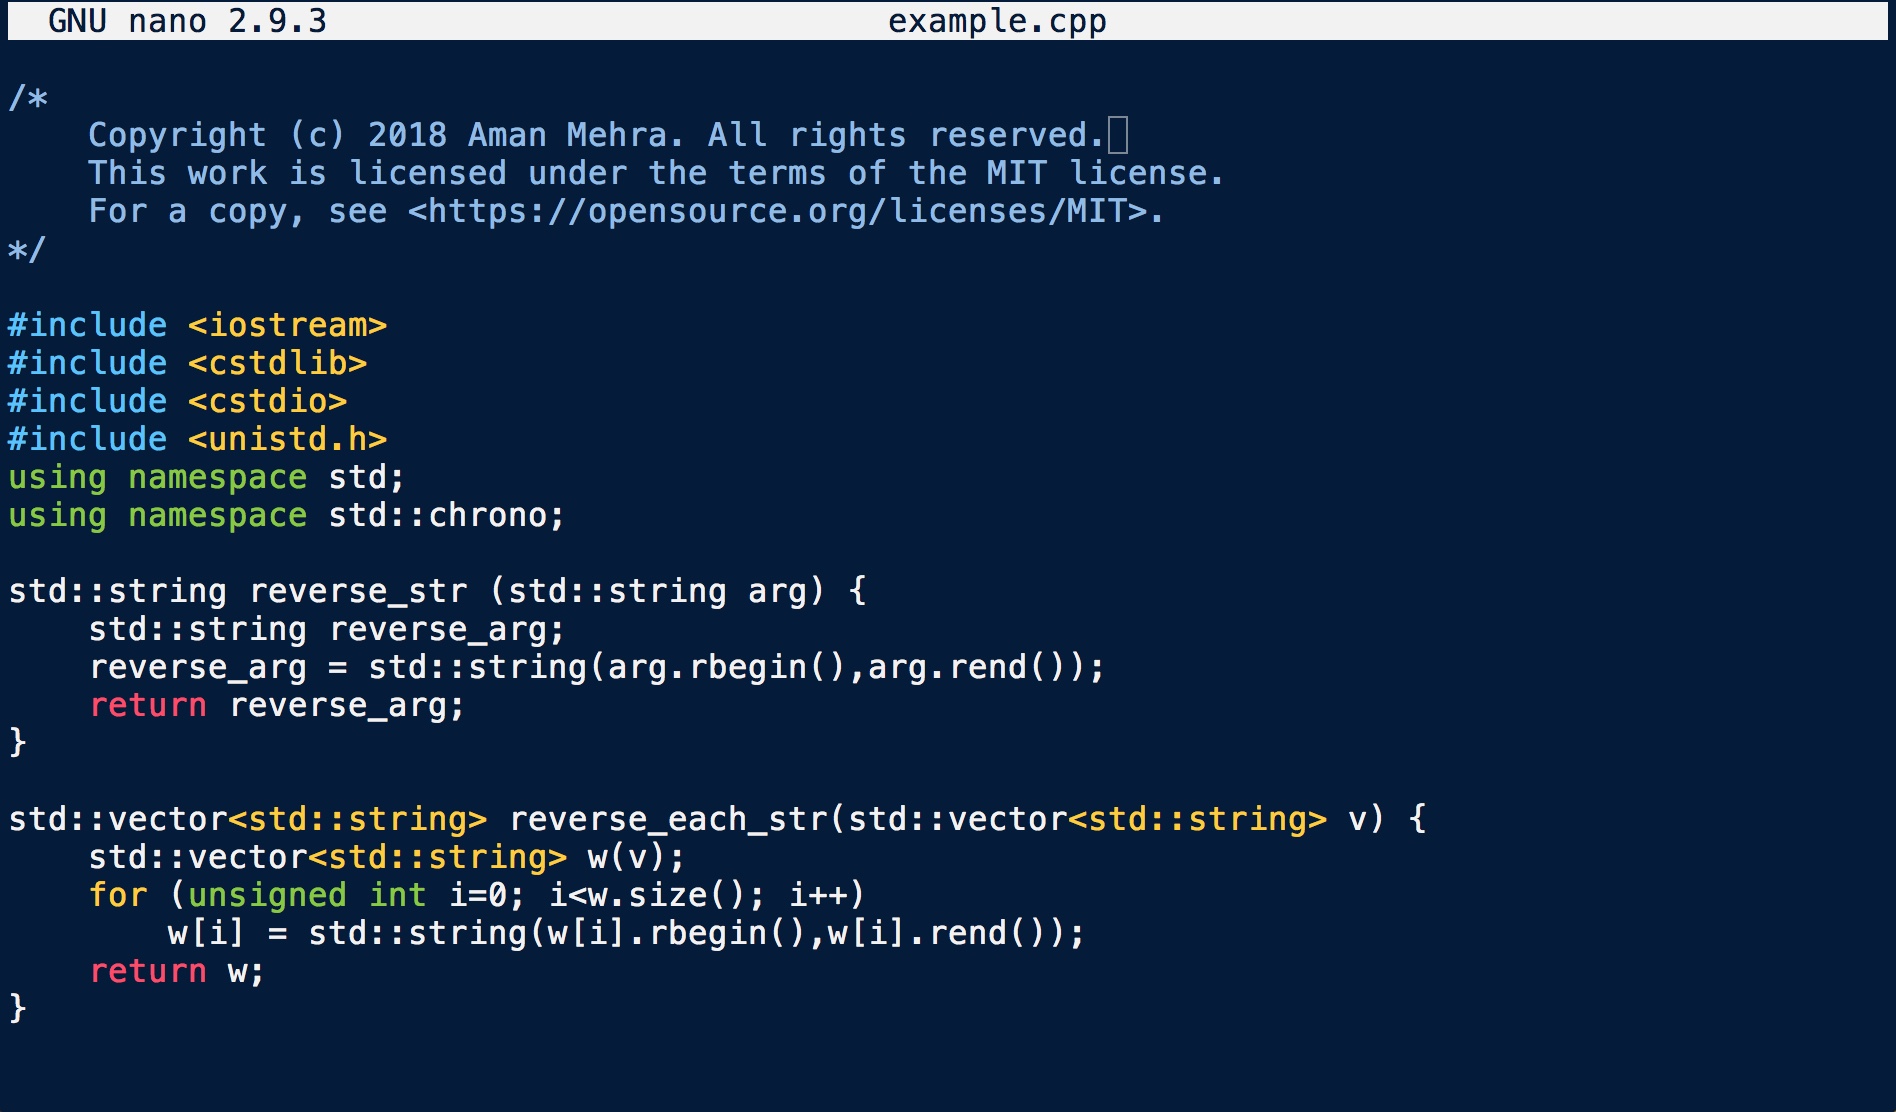 GNU nano 2.9.3 example.cpp
/*
    Copyright (c) 2018 Aman Mehra. All rights reserved.
    This work is licensed under the terms of the MIT license.
    For a copy, see <https://opensource.org/licenses/MIT>.
*/
#include <iostream>
#include <cstdlib>
#include <cstdio>
#include <unistd.h>
using namespace std;
using namespace std::chrono;
std::string reverse_str (std::string arg) {
    std::string reverse_arg;
    reverse_arg = std::string(arg.rbegin(),arg.rend());
    return reverse_arg;
}
std::vector<std::string> reverse_each_str(std::vector<std::string> v) {
    std::vector<std::string> w(v);
    for (unsigned int i=0; i<w.size(); i++)
        w[i] = std::string(w[i].rbegin(),w[i].rend());
    return w;
}